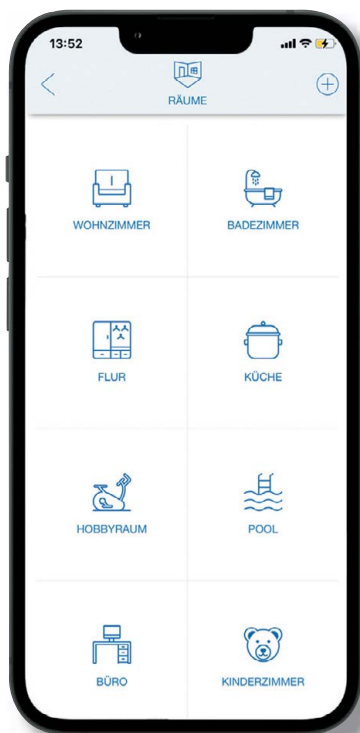 13:52
RÄUME
WOHNZIMMER
BADEZIMMER
FLUR
KÜCHE
HOBBYRAUM
POOL
BÜRO
KINDERZIMMER